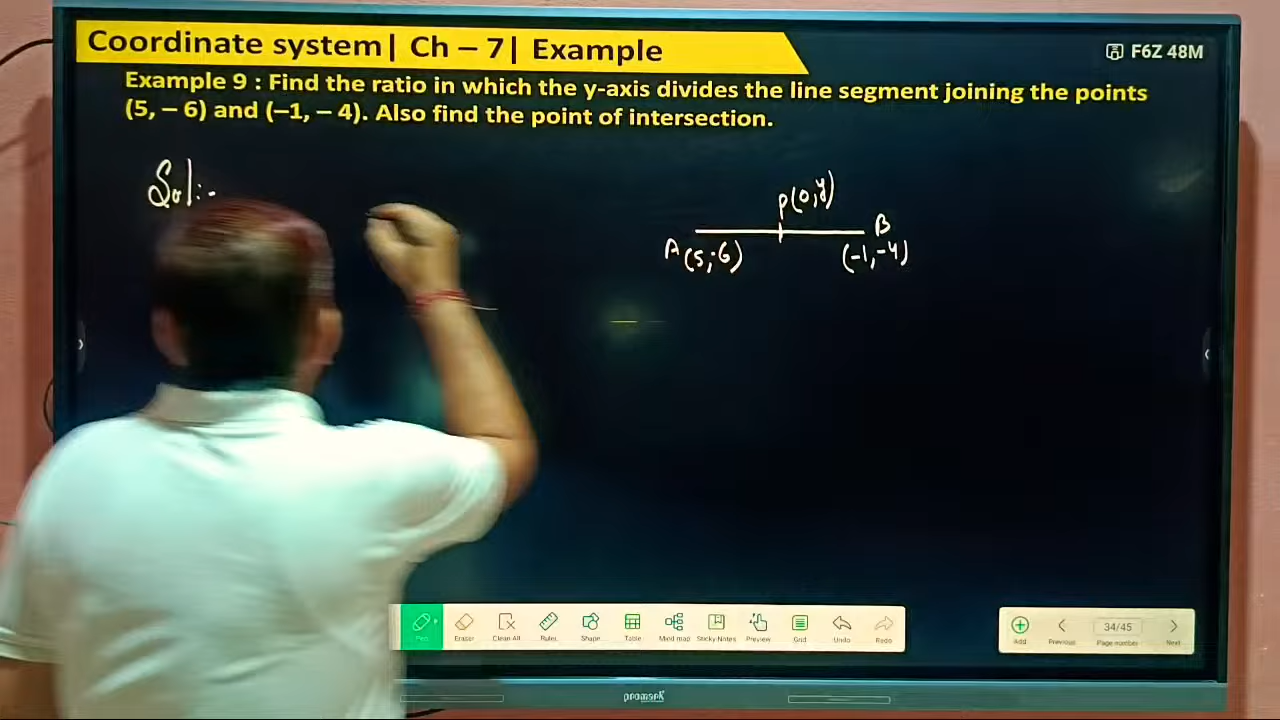 Coordinate system| Ch – 7| Example
F6Z 48M
Example 9 : Find the ratio in which the y-axis divides the line segment joining the points
(5, – 6) and (–1, – 4). Also find the point of intersection.
Sol:-
P(0,y)
A(5,-6)
B
(-1,-4)
Pen
Eraser
Clean All
Ruler
Shape
Table
Mind map
Sticky Notes
Preview
Grid
Undo
Redo
Add
Previous
34/45
Page number
Next
promark